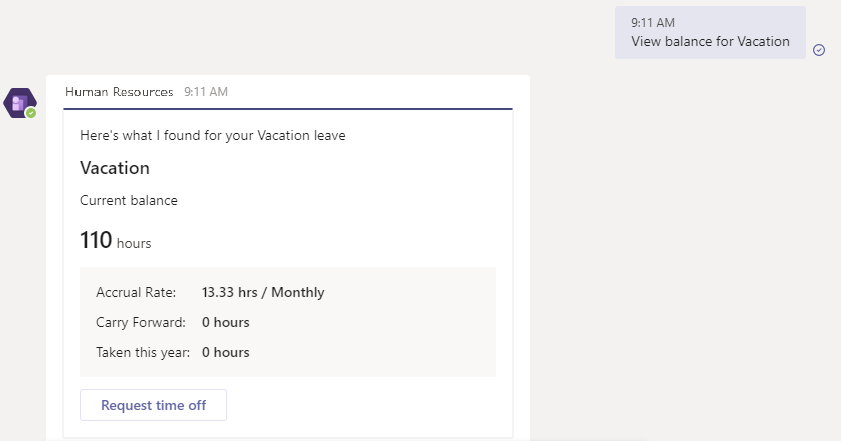 9:11 AM
View balance for Vacation
Human Resources 9:11 AM
Here's what I found for your Vacation leave
Vacation
Current balance
110 hours
Accrual Rate: 13.33 hrs / Monthly
Carry Forward: 0 hours
Taken this year: 0 hours
Request time off